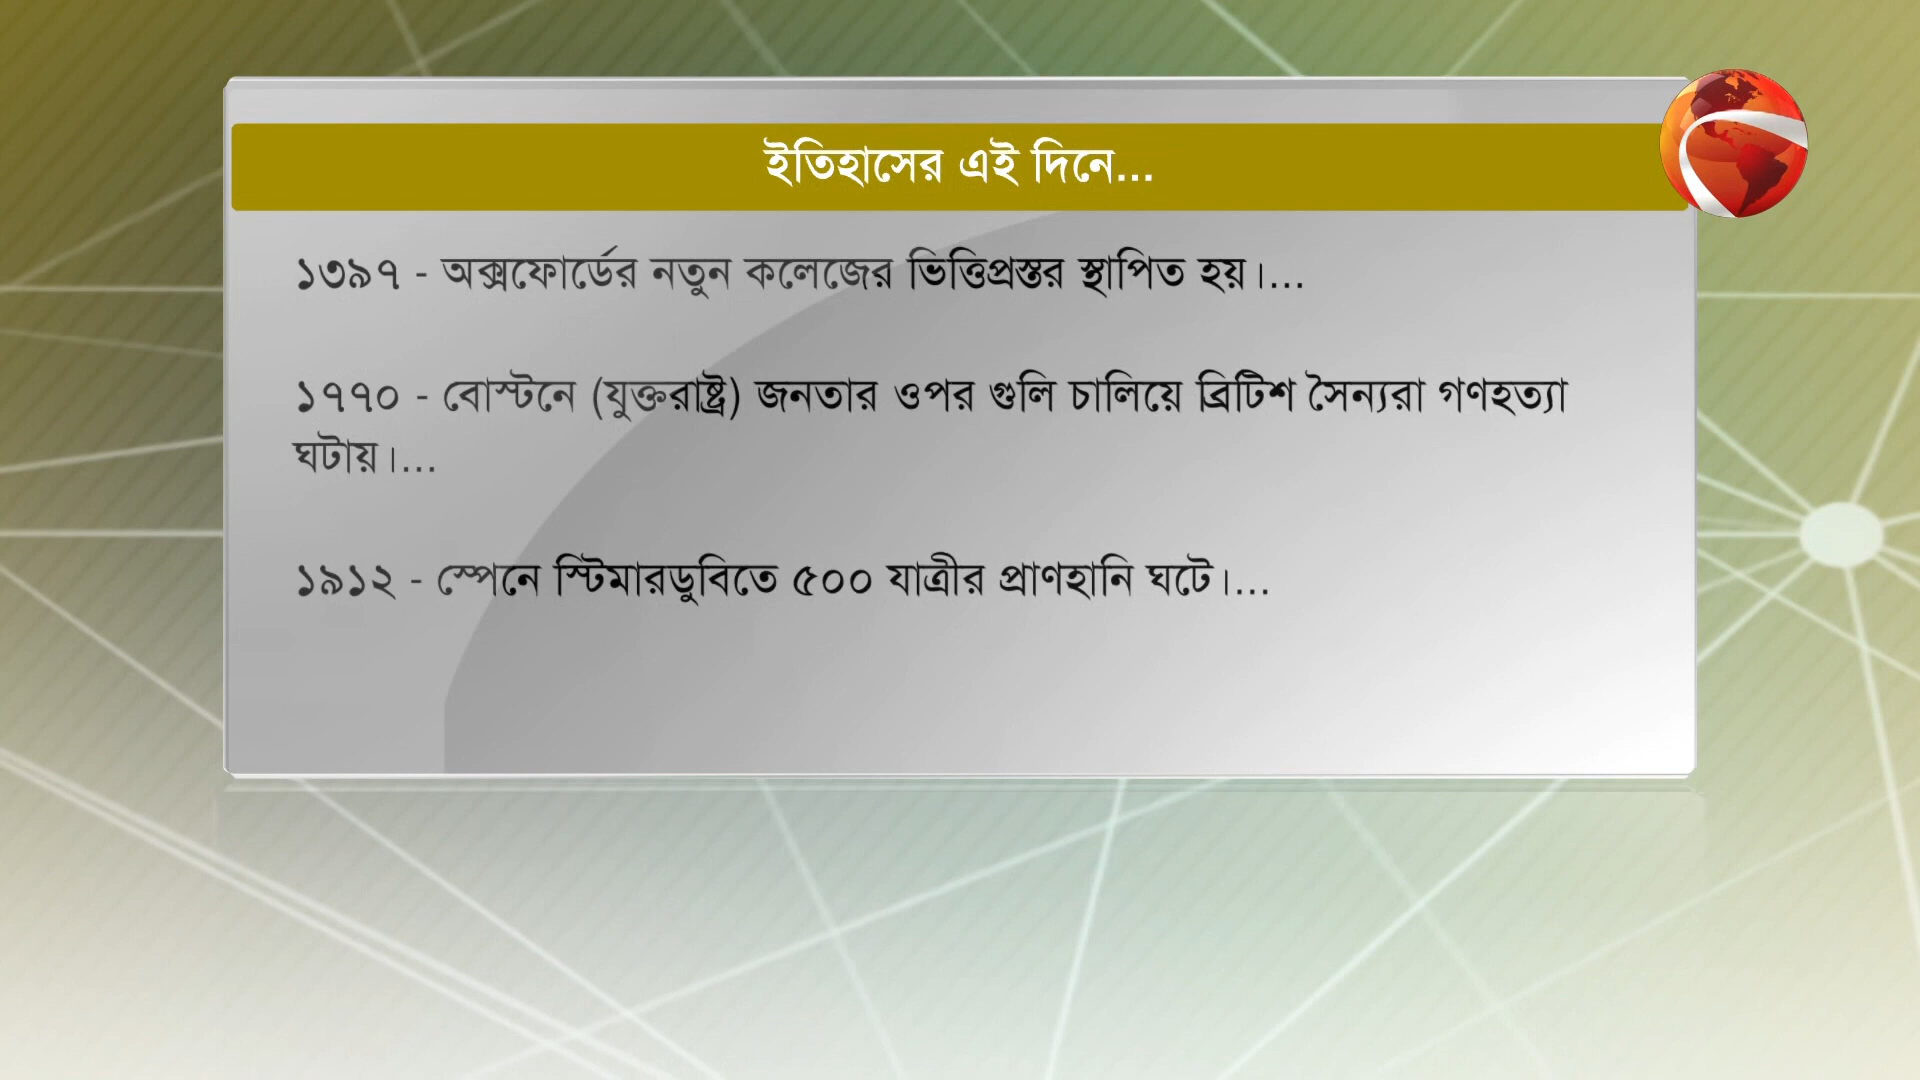 ইতিহাসের এই দিনে...
১৩৯৭ - অক্সফোর্ডের নতুন কলেজের ভিত্তিপ্রস্তর স্থাপিত হয়।...
১৭৭০ - বোস্টনে (যুক্তরাষ্ট্র) জনতার ওপর গুলি চালিয়ে ব্রিটিশ সৈন্যরা গণহত্যা
ঘটায়।...
১৯১২ - স্পেনে স্টিমারডুবিতে ৫০০ যাত্রীর প্রাণহানি ঘটে।...